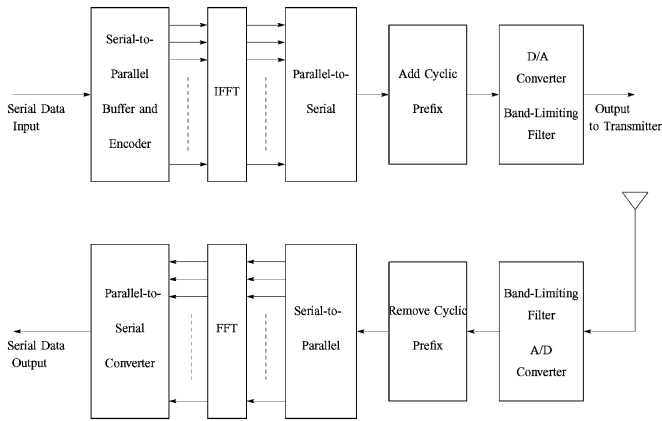 Serial-to-
Parallel
Buffer and
Encoder
IFFT
Parallel-to-
Serial
Add Cyclic
Prefix
D/A
Converter
Band-Limiting
Filter
Serial Data
Input
Output
to Transmitter
Parallel-to-
Serial
Converter
FFT
Serial-to-
Parallel
Remove Cyclic
Prefix
Band-Limiting
Filter
A/D
Converter
Serial Data
Output